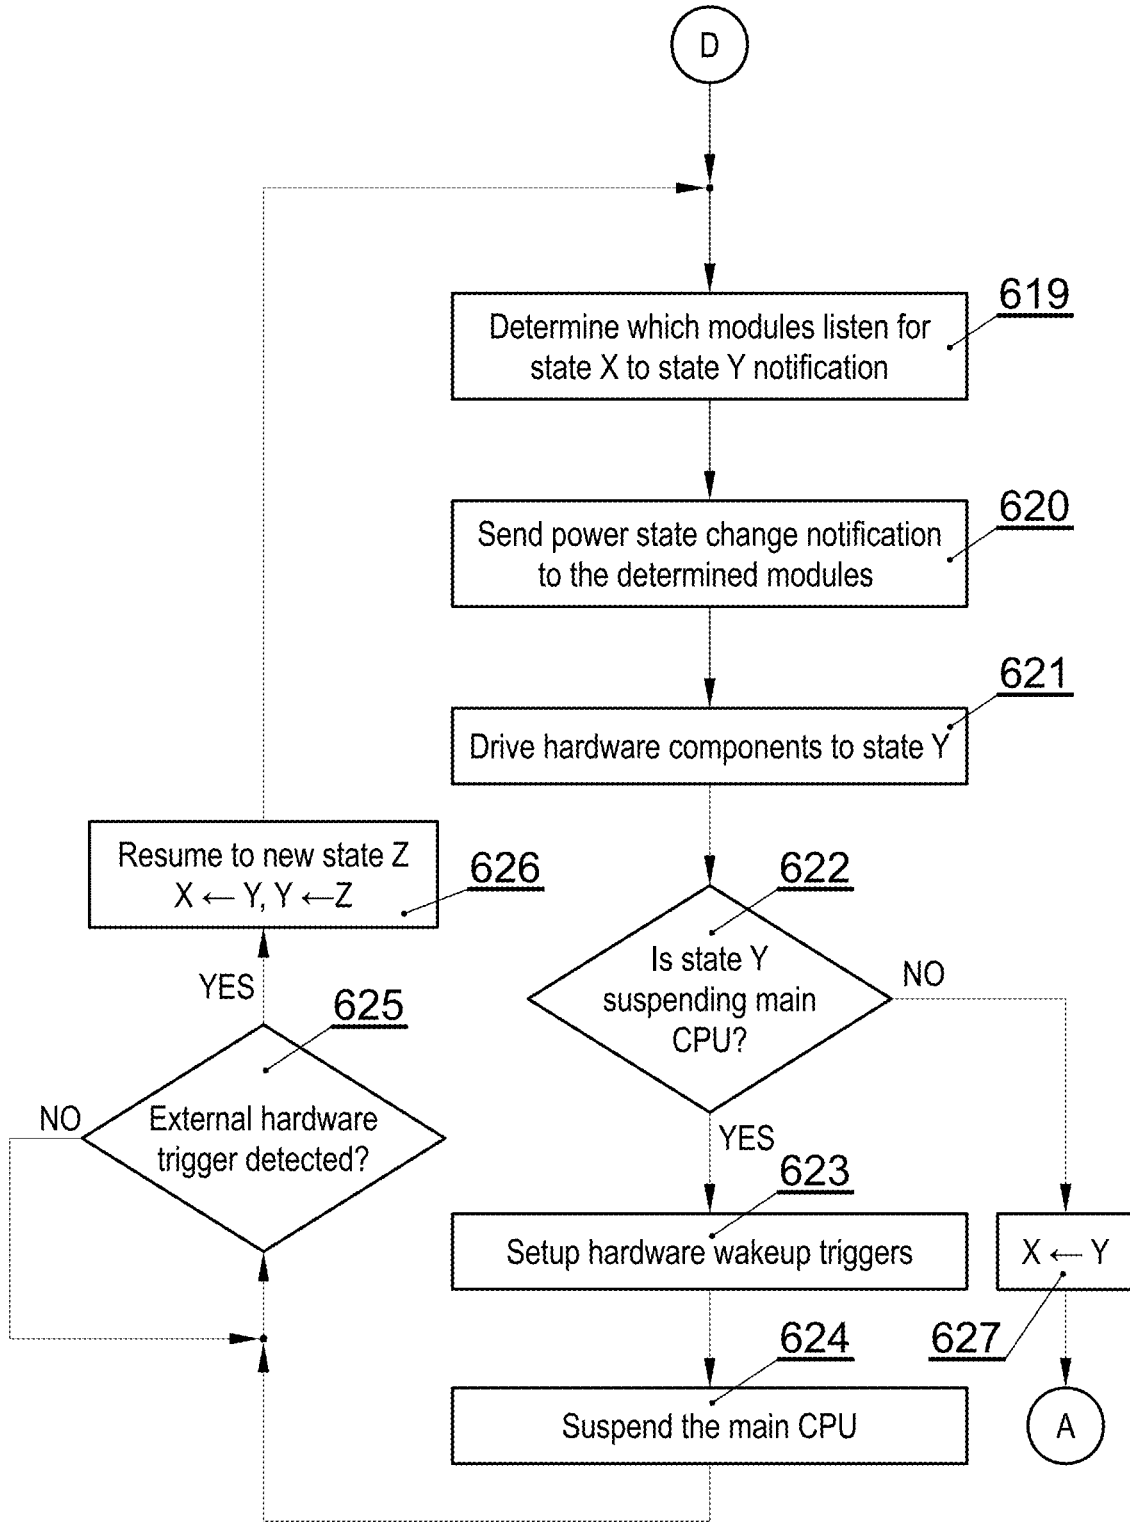 D
619
Determine which modules listen for
state X to state Y notification
620
Send power state change notification
to the determined modules
621
Drive hardware components to state Y
Resume to new state Z
X ← Y, Y ←Z
626
622
Is state Y
suspending main
CPU?
NO
YES
625
External hardware
trigger detected?
NO
YES
623
Setup hardware wakeup triggers
X ← Y
627
624
Suspend the main CPU
A